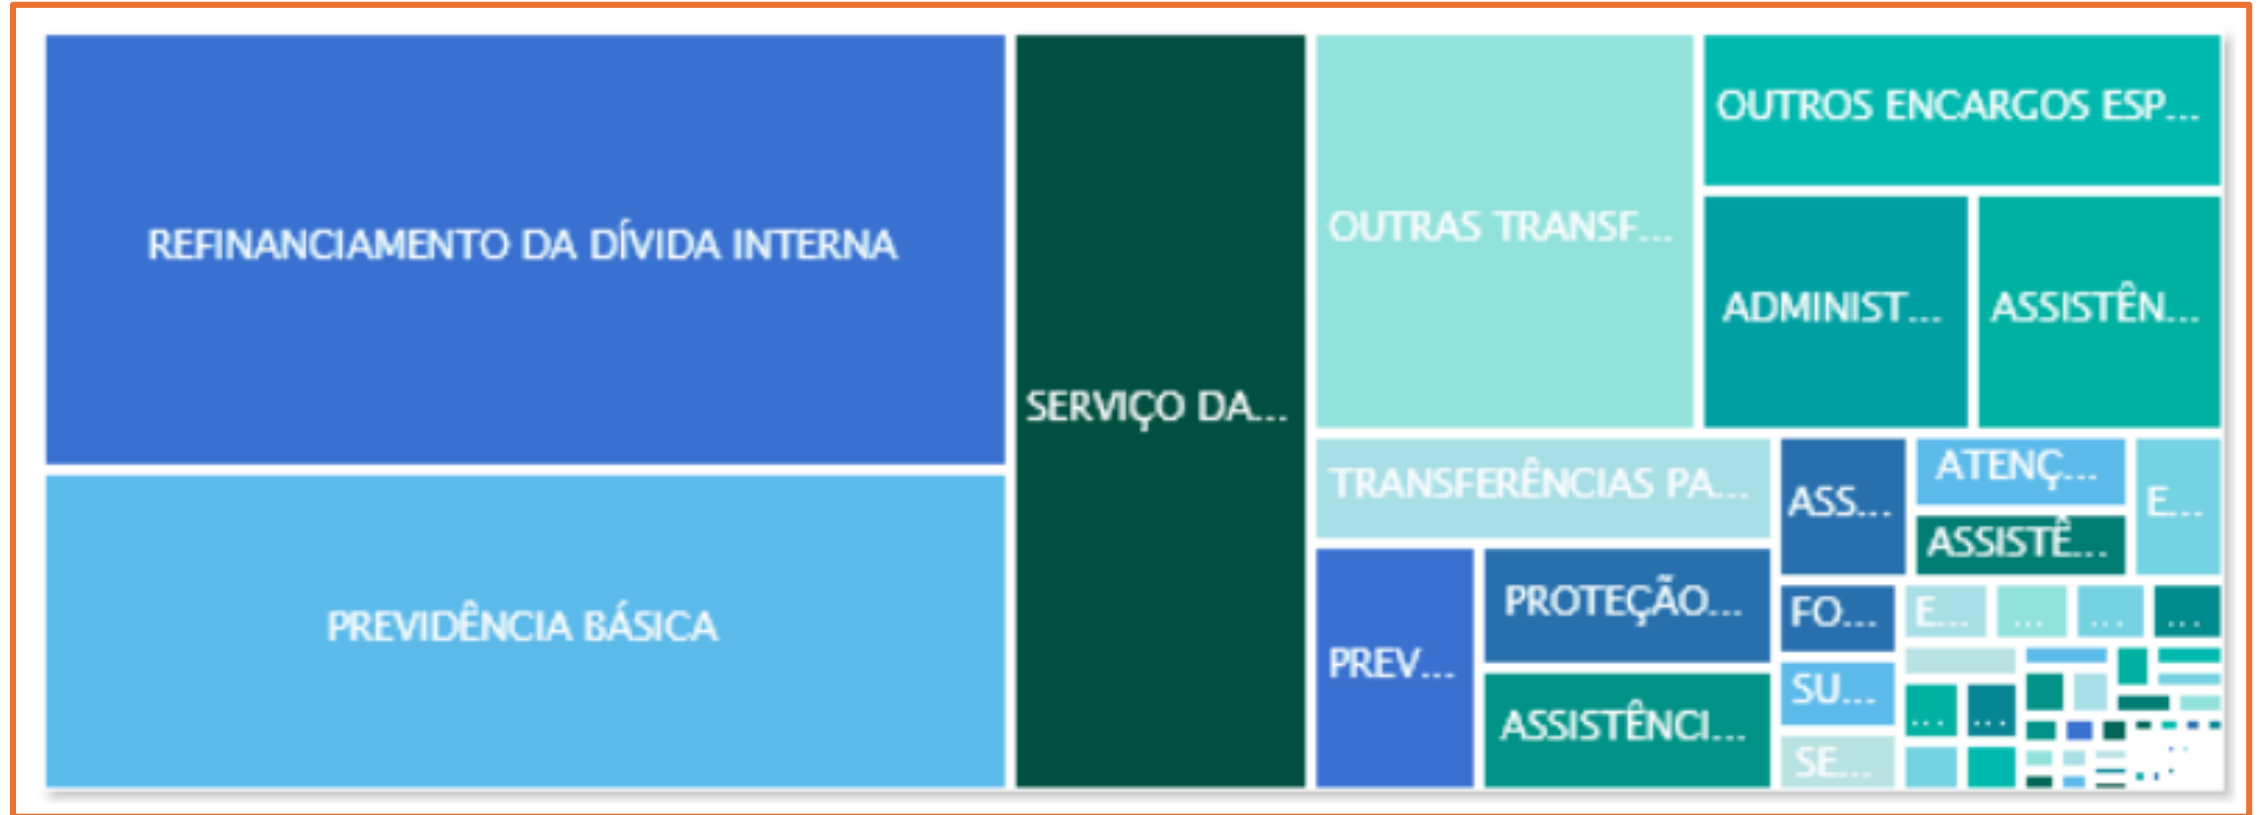 REFINANCIAMENTO DA DÍVIDA INTERNA
PREVIDÊNCIA BÁSICA
SERVIÇO DA...
OUTRAS TRANSF...
OUTROS ENCARGOS ESP...
ADMINIST...
ASSISTÊN...
TRANSFERÊNCIAS PA...
PREV...
PROTEÇÃO...
ASSISTÊNCI...
ASS...
ATENÇ...
ASSISTÊ...
E...
FO...
E...
...
...
...
SU...
...
...
SE...